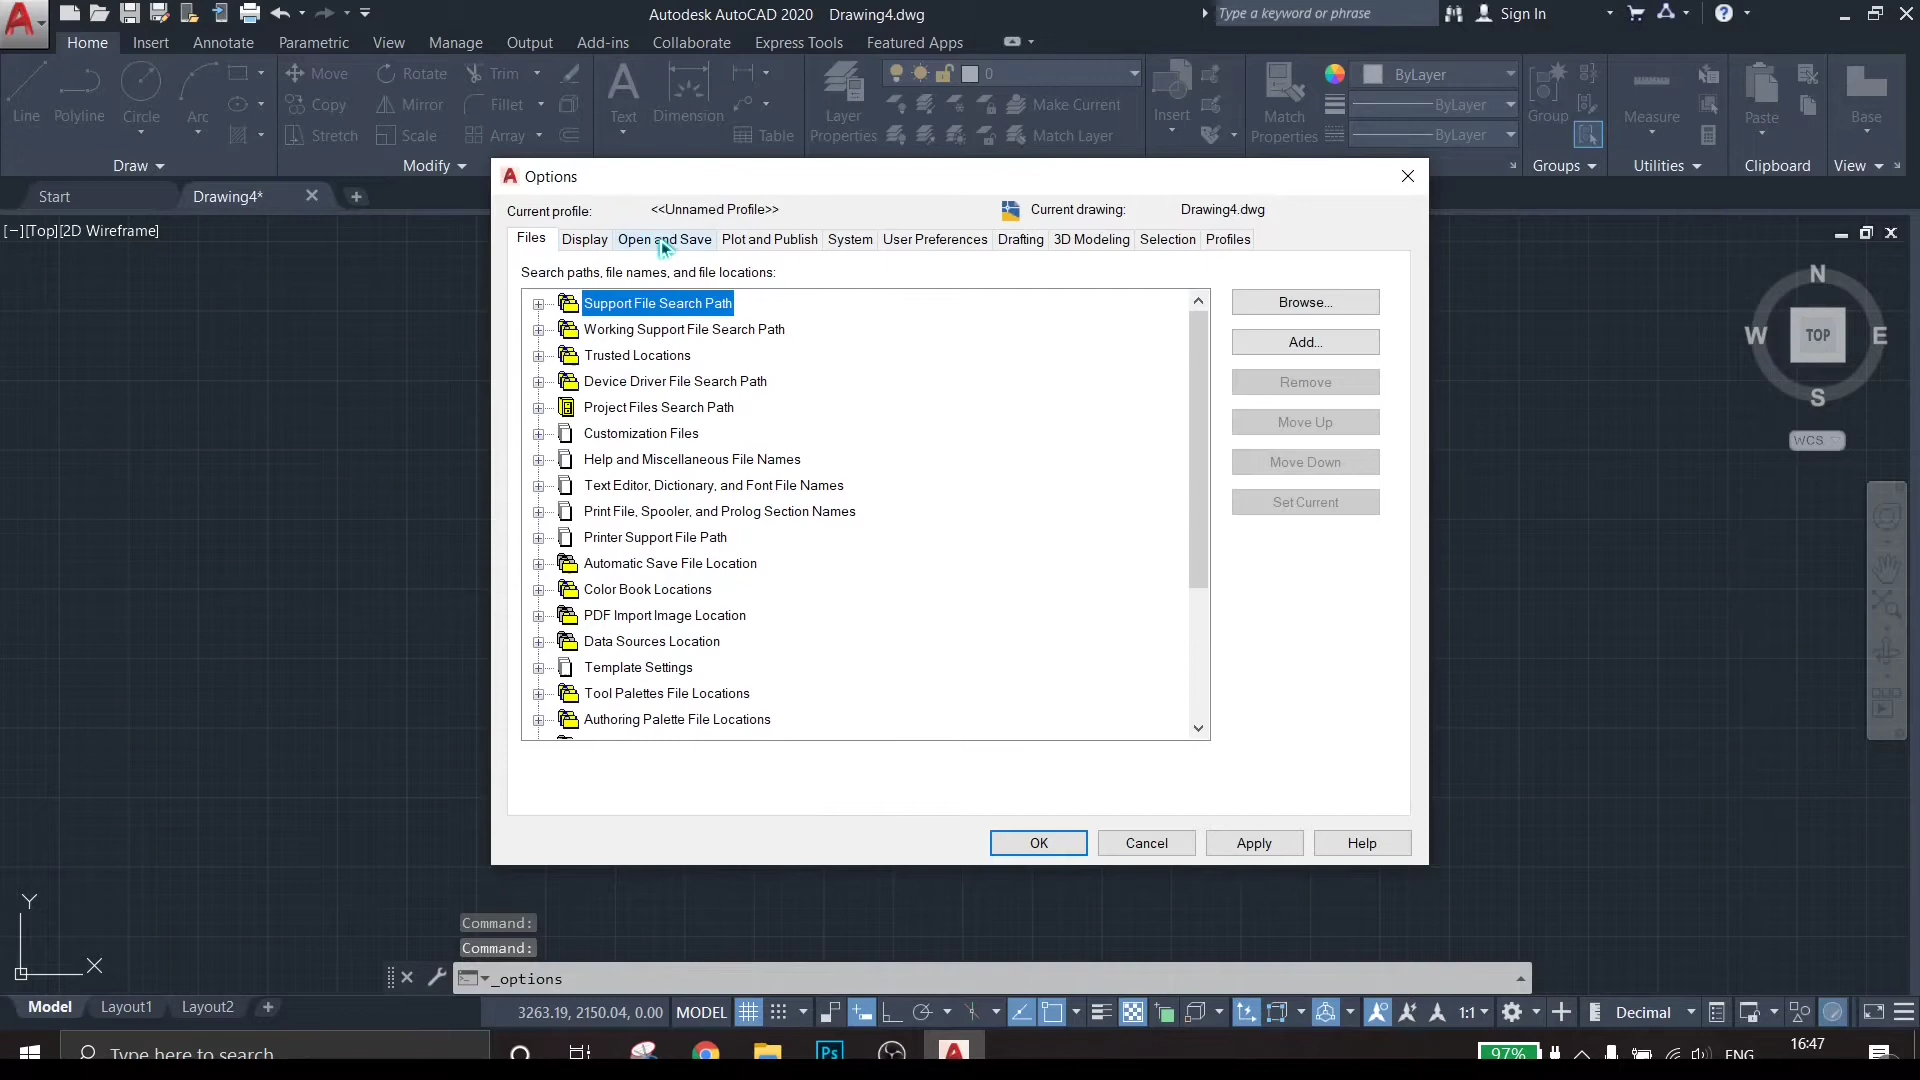 Autodesk AutoCAD 2020 Drawing4.dwg
Type a keyword or phrase
Sign In
Home Insert Annotate Parametric View Manage Output Add-ins Collaborate Express Tools Featured Apps
Line Polyline Circle Arc
Move Rotate Trim
Copy Mirror Fillet
Stretch Scale Array
Text Dimension
Table
Layer Properties
0
Make Current
Match Layer
Insert
Match Properties
ByLayer
ByLayer
ByLayer
Group
Measure
Paste
Base
Draw Modify Groups Utilities Clipboard View
Start Drawing4*
[−][Top][2D Wireframe]
Options
Current profile: <<Unnamed Profile>> Current drawing: Drawing4.dwg
Files Display Open and Save Plot and Publish System User Preferences Drafting 3D Modeling Selection Profiles
Search paths, file names, and file locations:
Support File Search Path
Working Support File Search Path
Trusted Locations
Device Driver File Search Path
Project Files Search Path
Customization Files
Help and Miscellaneous File Names
Text Editor, Dictionary, and Font File Names
Print File, Spooler, and Prolog Section Names
Printer Support File Path
Automatic Save File Location
Color Book Locations
PDF Import Image Location
Data Sources Location
Template Settings
Tool Palettes File Locations
Authoring Palette File Locations
Browse...
Add...
Remove
Move Up
Move Down
Set Current
OK Cancel Apply Help
N
W TOP E
S
WCS
Y
X
Command:
Command:
_options
Model Layout1 Layout2
3263.19, 2150.04, 0.00 MODEL
1:1
Decimal
Type here to search
Ps
97%
ENG
16:47